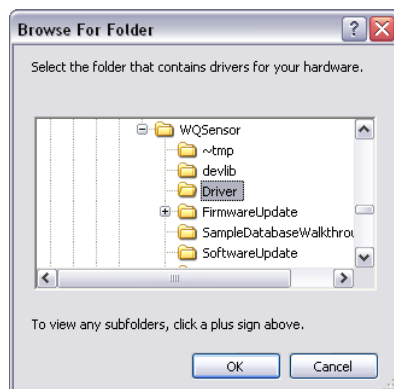 Browse For Folder
Select the folder that contains drivers for your hardware.
WQSensor
~tmp
devlib
Driver
FirmwareUpdate
SampleDatabaseWalkthrou
SoftwareUpdate
To view any subfolders, click a plus sign above.
OK
Cancel